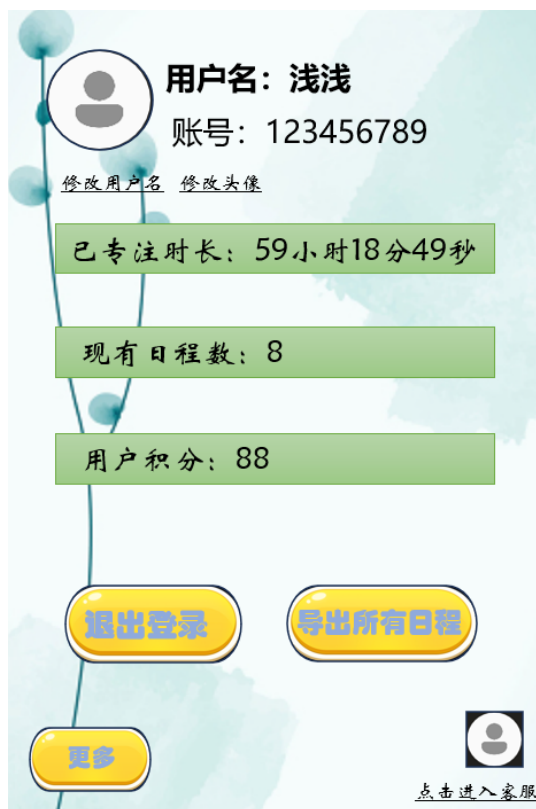 用户名：浅浅
账号：123456789
修改用户名 修改头像
已专注时长：59小时18分49秒
现有日程数：8
用户积分：88
退出登录 导出所有日程
更多
点击进入客服